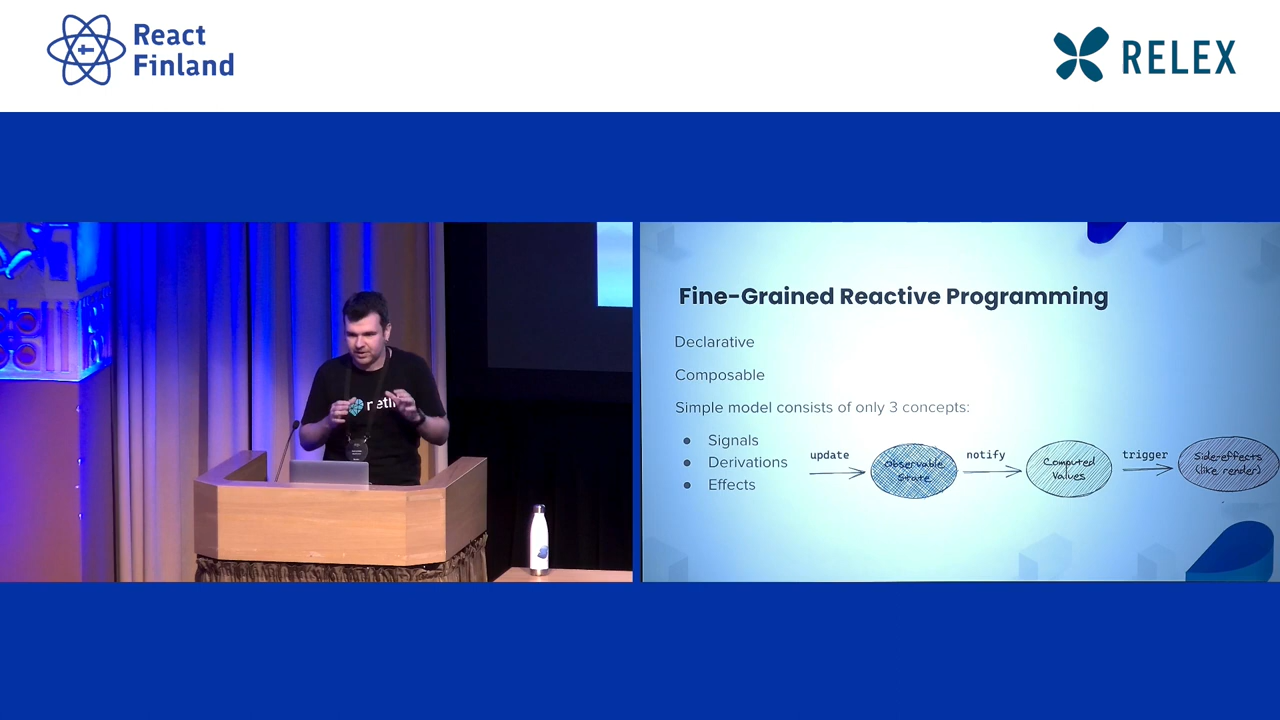 React
Finland
RELEX
Fine-Grained Reactive Programming
Declarative
Composable
Simple model consists of only 3 concepts:
Signals
Derivations
Effects
update
Observable
State
notify
Computed
Values
trigger
Side-effects
(like render)